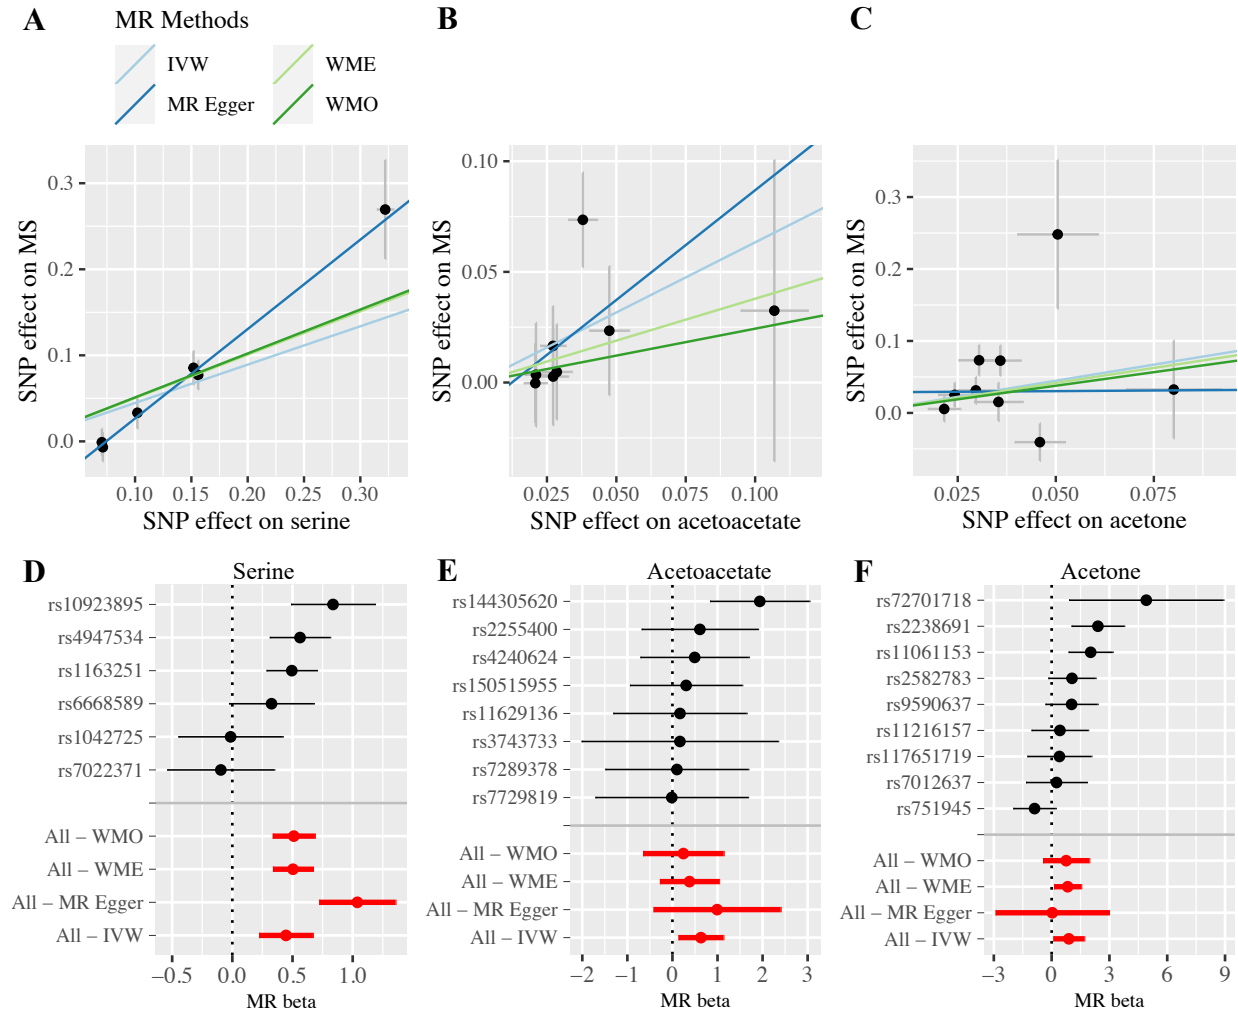 A
MR Methods
IVW
WME
MR Egger
WMO
B
C
SNP effect on MS
0.3
0.2
0.1
0.0
0.10
0.15
0.20
0.25
0.30
SNP effect on serine
SNP effect on MS
0.10
0.05
0.00
0.025
0.050
0.075
0.100
SNP effect on acetoacetate
SNP effect on MS
0.3
0.2
0.1
0.0
0.025
0.050
0.075
SNP effect on acetone
D
Serine
rs10923895
rs4947534
rs1163251
rs6668589
rs1042725
rs7022371
All – WMO
All – WME
All – MR Egger
All – IVW
−0.5
0.0
0.5
1.0
MR beta
E
Acetoacetate
rs144305620
rs2255400
rs4240624
rs150515955
rs11629136
rs3743733
rs7289378
rs7729819
All – WMO
All – WME
All – MR Egger
All – IVW
−2
−1
0
1
2
3
MR beta
F
Acetone
rs72701718
rs2238691
rs11061153
rs2582783
rs9590637
rs11216157
rs117651719
rs7012637
rs751945
All – WMO
All – WME
All – MR Egger
All – IVW
−3
0
3
6
9
MR beta